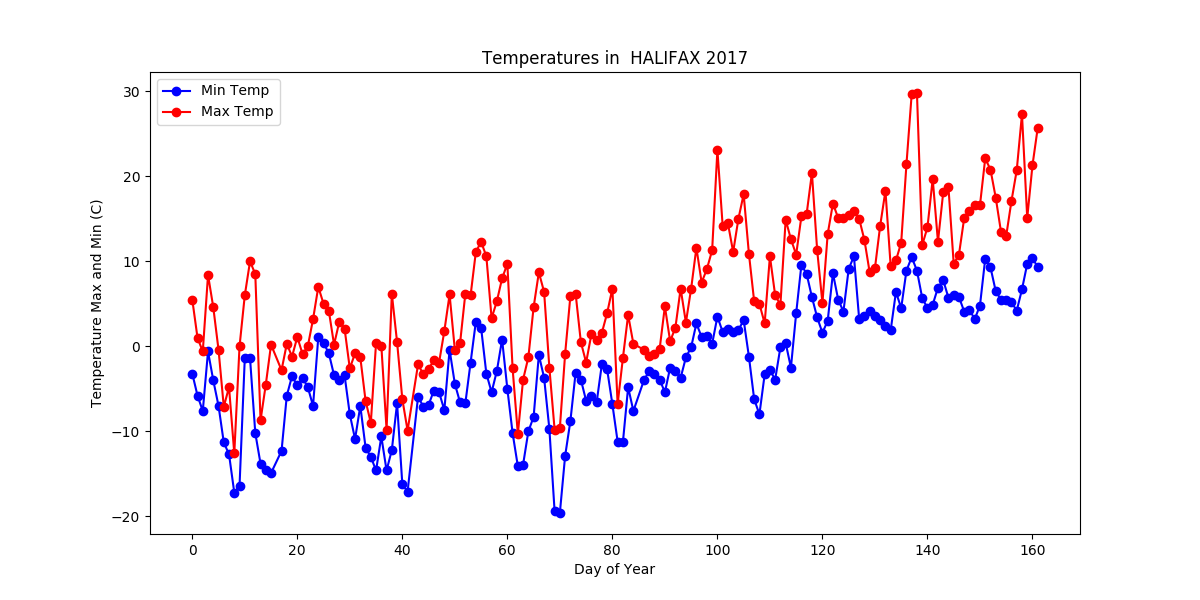 Temperatures in  HALIFAX 2017
Min Temp
Max Temp
Temperature Max and Min (C)
30
20
10
0
−10
−20
0 20 40 60 80 100 120 140 160
Day of Year